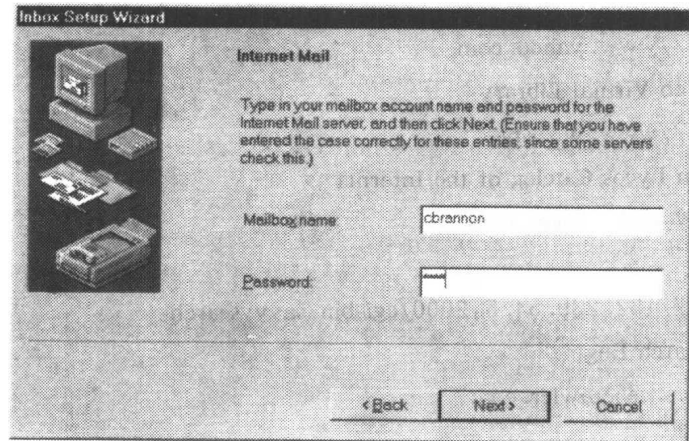 Inbox Setup Wizard
Internet Mail
Type in your mailbox account name and password for the
Internet Mail server, and then click Next. (Ensure that you have
entered the case correctly for these entries, since some servers
check this.)
Mailbox name:
cbrannon
Password:
****
< Back
Next >
Cancel